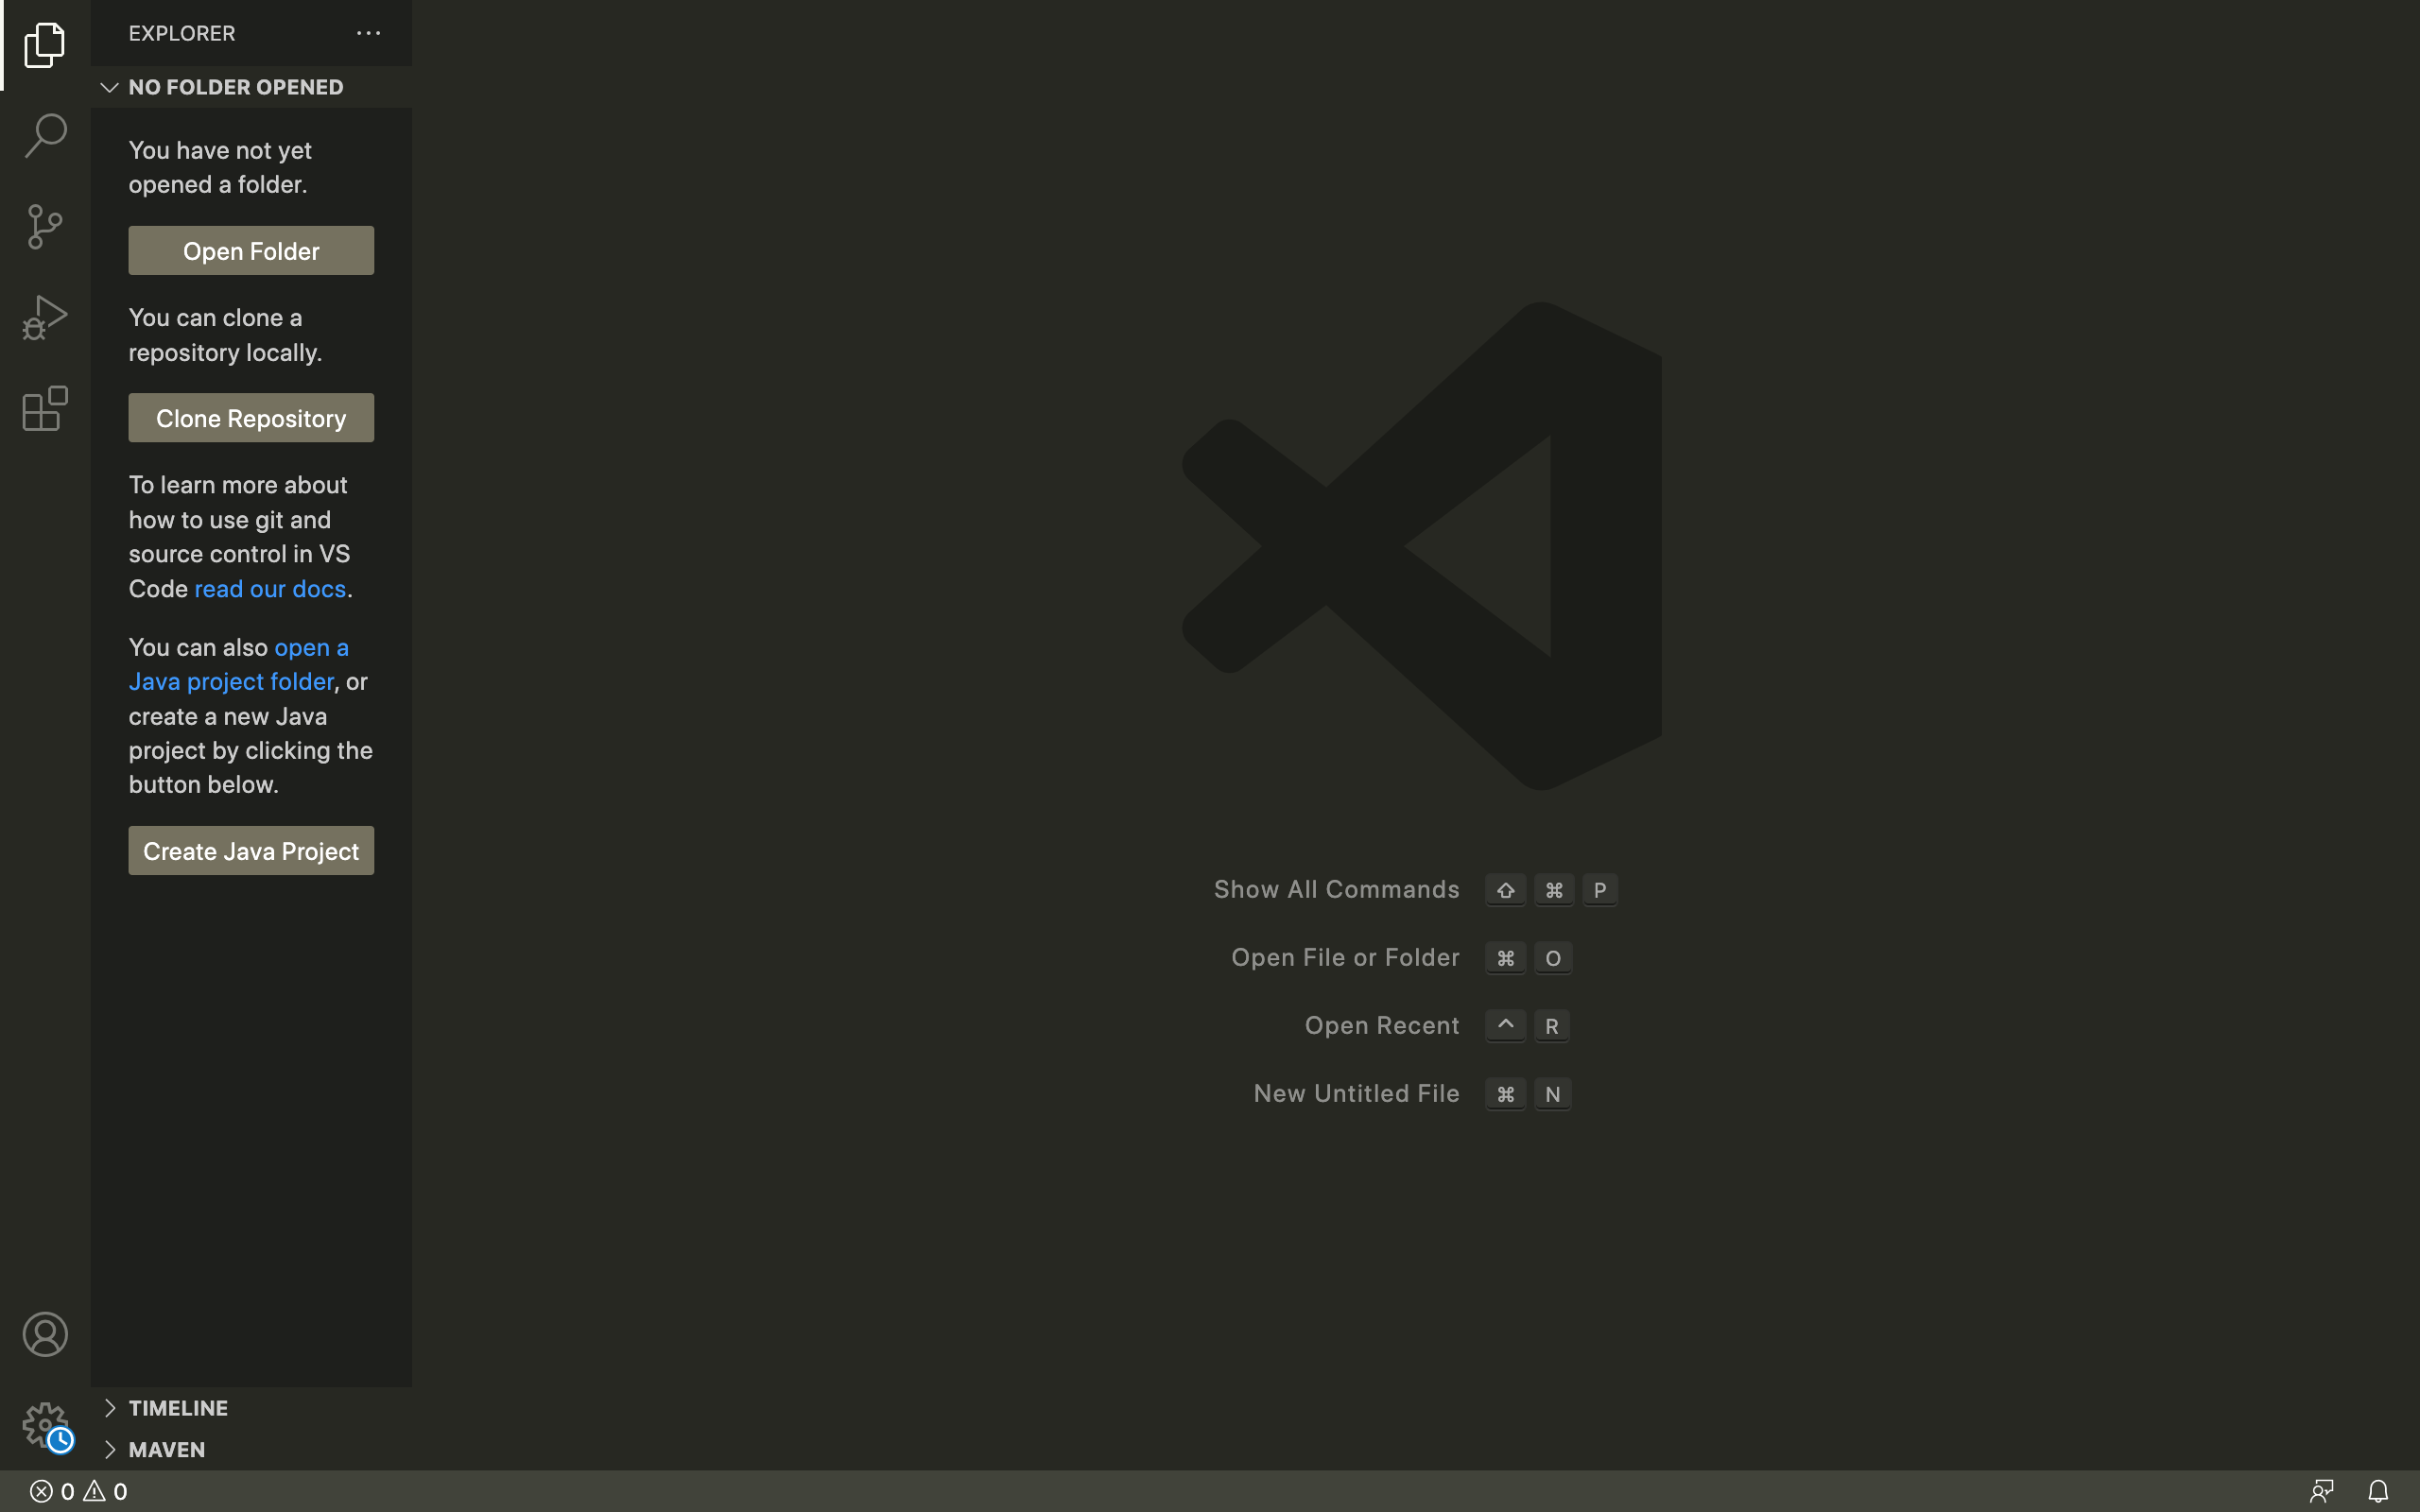 EXPLORER
NO FOLDER OPENED
You have not yet
opened a folder.
Open Folder
You can clone a
repository locally.
Clone Repository
To learn more about
how to use git and
source control in VS
Code read our docs.
You can also open a
Java project folder, or
create a new Java
project by clicking the
button below.
Create Java Project
TIMELINE
MAVEN
Show All Commands ⇧ ⌘ P
Open File or Folder ⌘ O
Open Recent ^ R
New Untitled File ⌘ N
0 0